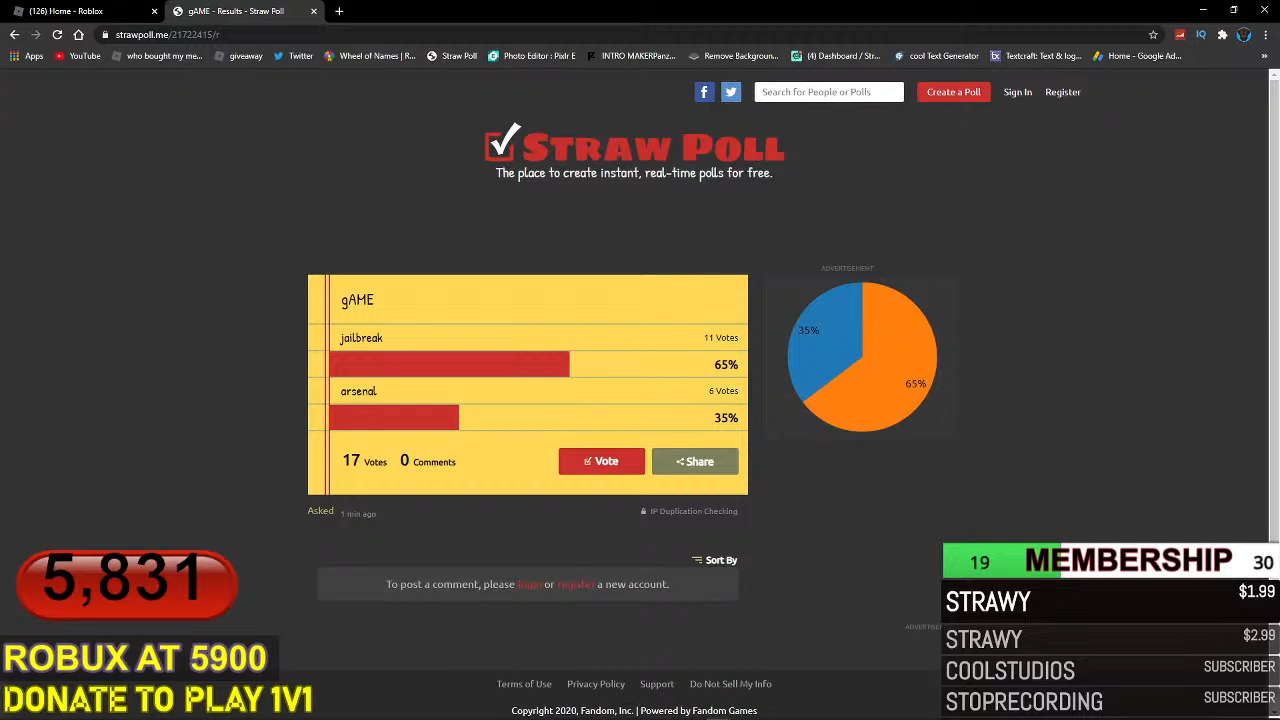 (126) Home - Roblox
gAME - Results - Straw Poll
strawpoll.me/21722415/r
Apps
YouTube
who bought my me...
giveaway
Twitter
Wheel of Names | R...
Straw Poll
Photo Editor : Pixlr E
INTRO MAKERPanz...
Remove Backgroun...
(4) Dashboard / Str...
cool Text Generator
Textcraft: Text & log...
Home - Google Ad...
Search for People or Polls
Create a Poll
Sign In
Register
STRAW POLL
The place to create instant, real-time polls for free.
ADVERTISEMENT
gAME
jailbreak
11 Votes
65%
arsenal
6 Votes
35%
35%
65%
17 Votes
0 Comments
Vote
Share
Asked 1 min ago
IP Duplication Checking
Sort By
To post a comment, please login or register a new account.
5,831
ROBUX AT 5900
DONATE TO PLAY 1V1
19 MEMBERSHIP 30
STRAWY $1.99
ADVERTISE
STRAWY $2.99
COOLSTUDIOS SUBSCRIBER
STOPRECORDING SUBSCRIBER
Terms of Use
Privacy Policy
Support
Do Not Sell My Info
Copyright 2020, Fandom, Inc. | Powered by Fandom Games